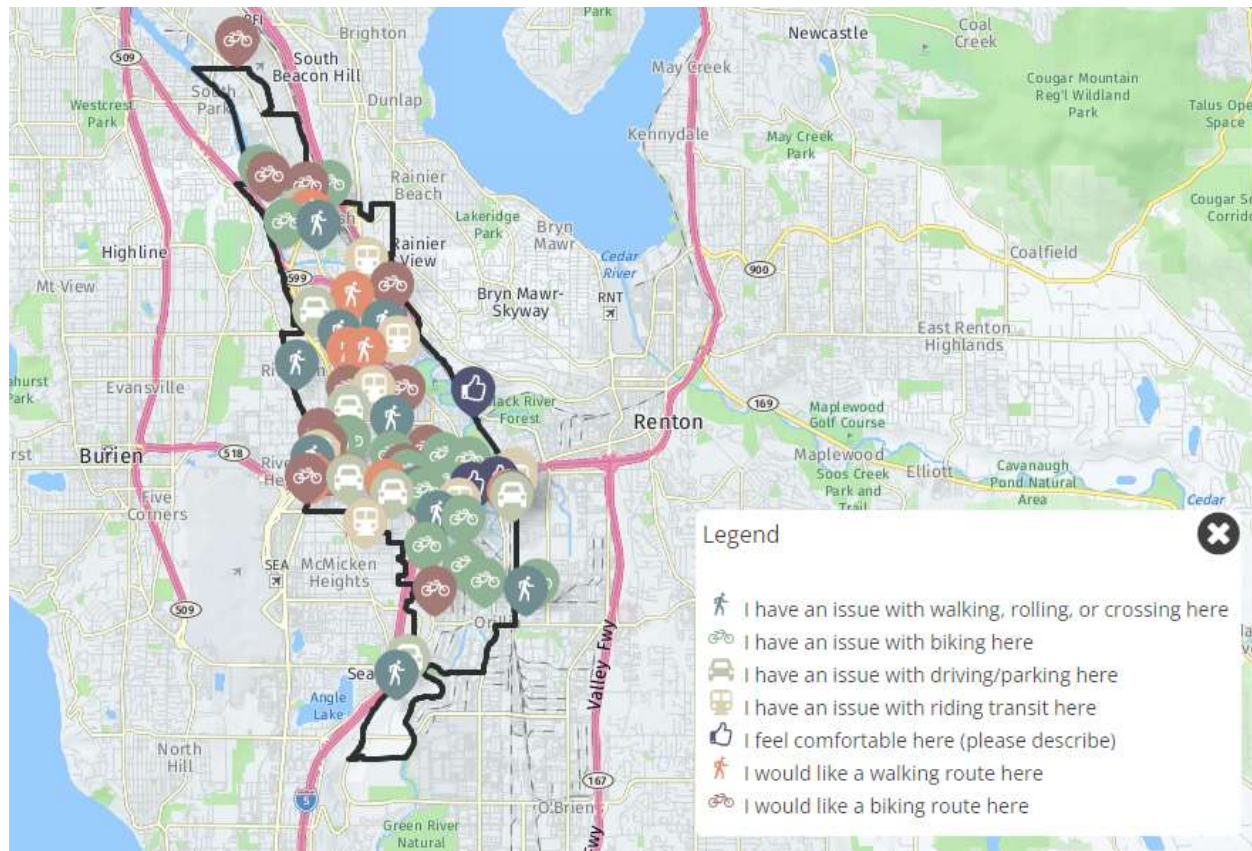 Park
Newcastle
Coal
Creek
509
Brighton
South
Beacon Hill
South
Park
Westcrest
Park
Dunlap
May Creek
Cougar Mountain
Reg'l Wildland
Park
Talus Ope
Space
Kennydale
May Creek
Park
Rainier
Beach
Lakeridge
Park
Bryn
Mawr
Cougar So
Corrido
Highline
Rainier
View
Cedar
River
900
Coalfield
Mt View
599
Bryn Mawr-
Skyway
RNT
East Renton
Highlands
Evansville
Black River
Forest
169
Renton
Maplewood
Golf Course
Burien
518
Maplewood
Elliott
Soos Creek
Park and
Trail
Cavanaugh
Pond Natural
Area
Cedar
Five
Corners
SEA
McMicken
Heights
509
Angle
Lake
Valley Fwy
North
Hill
5
167
O'Brien
Green River
Natural
Legend
I have an issue with walking, rolling, or crossing here
I have an issue with biking here
I have an issue with driving/parking here
I have an issue with riding transit here
I feel comfortable here (please describe)
I would like a walking route here
I would like a biking route here